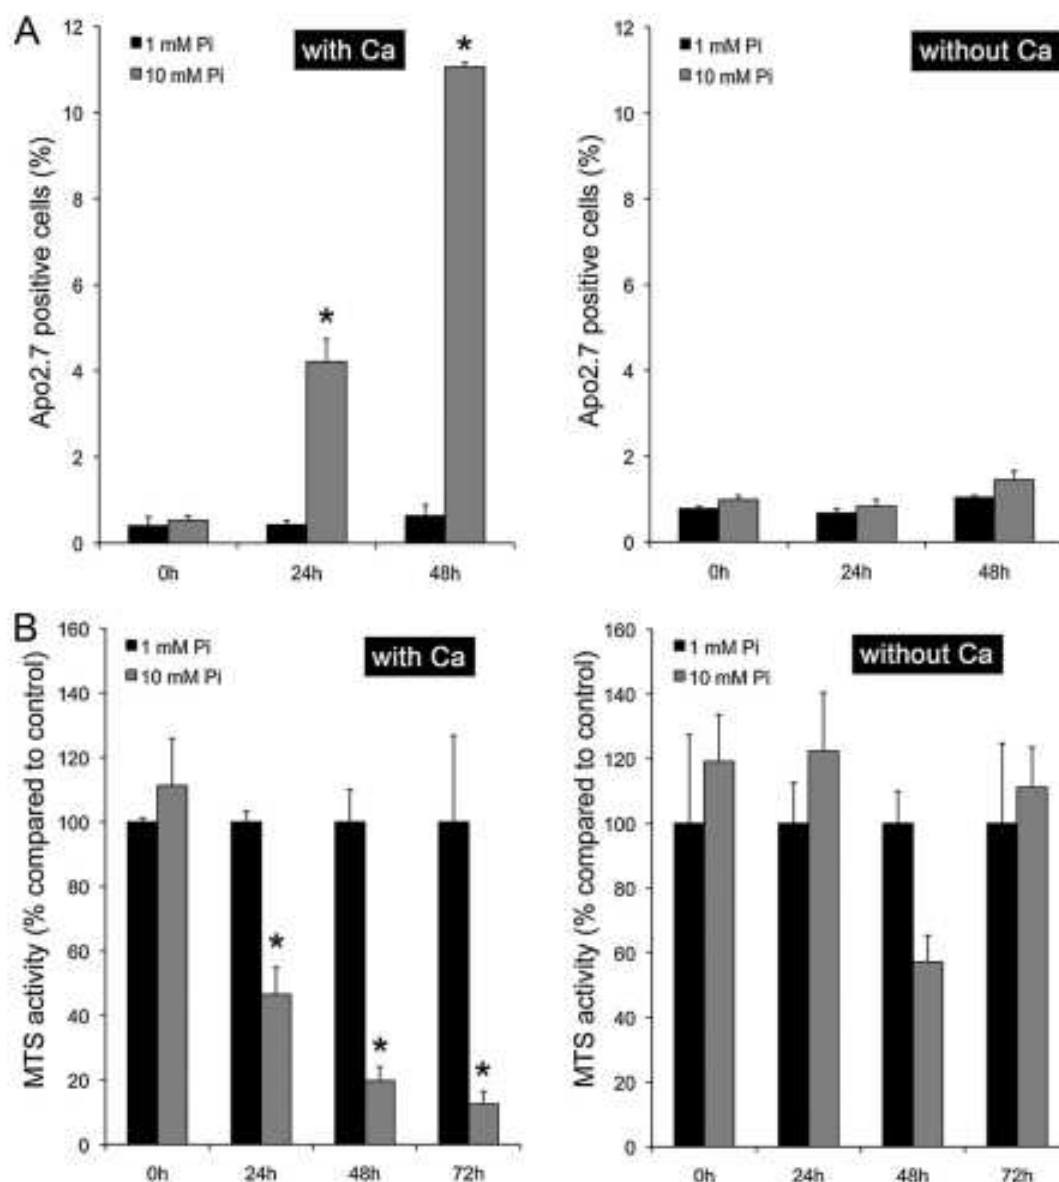 A
Apo2.7 positive cells (%)
12
10
8
6
4
2
0
1 mM Pi
10 mM Pi
with Ca
*
*
0h
24h
48h
Apo2.7 positive cells (%)
12
10
8
6
4
2
0
1 mM Pi
10 mM Pi
without Ca
0h
24h
48h
B
MTS activity (% compared to control)
160
140
120
100
80
60
40
20
0
1 mM Pi
10 mM Pi
with Ca
*
*
*
0h
24h
48h
72h
MTS activity (% compared to control)
160
140
120
100
80
60
40
20
0
1 mM Pi
10 mM Pi
without Ca
0h
24h
48h
72h